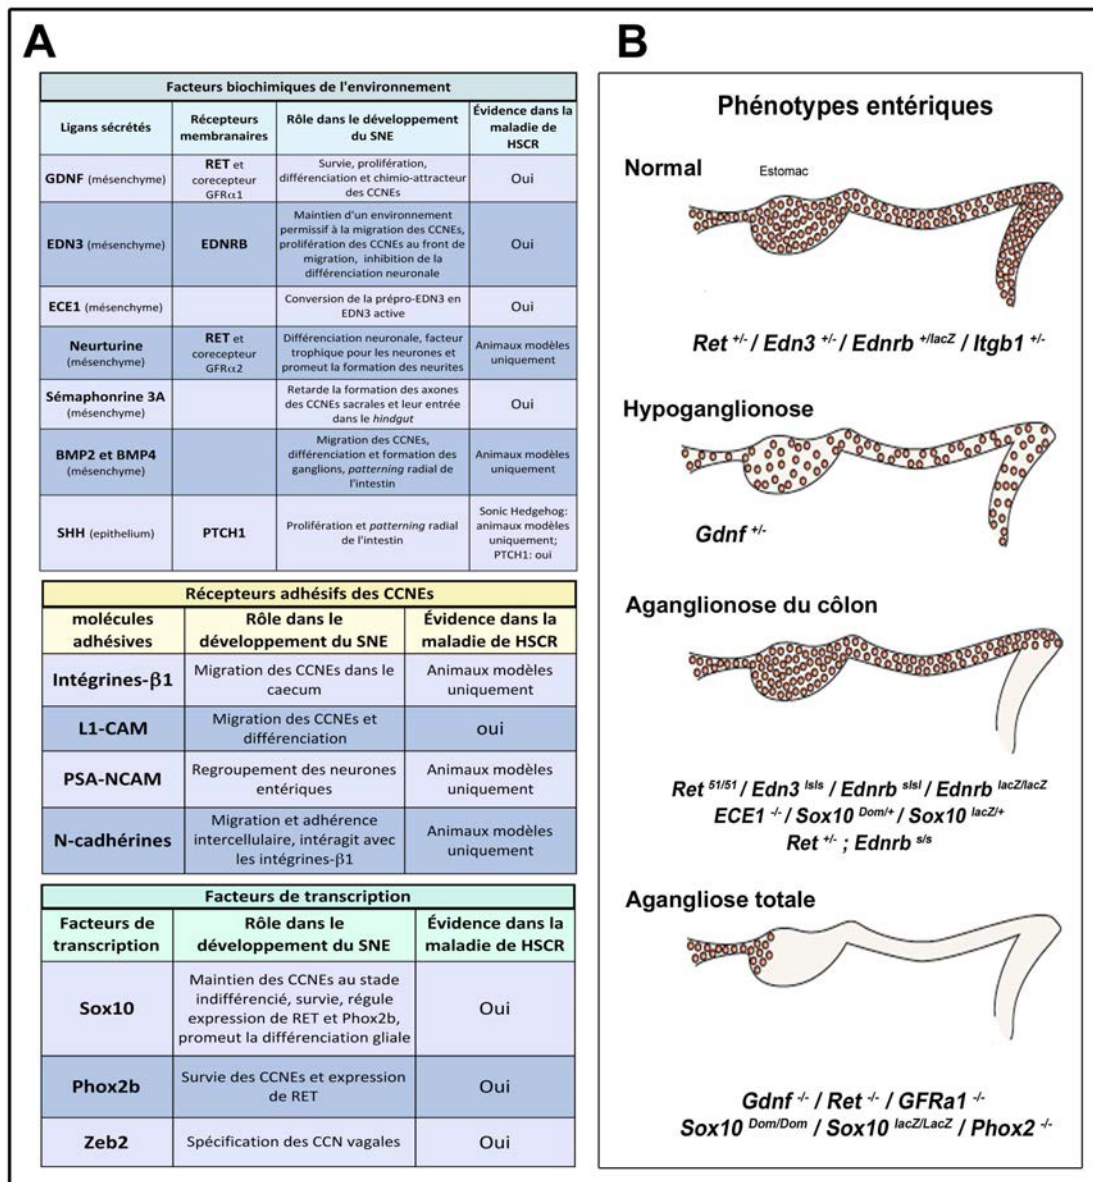 A
Facteurs biochimiques de l'environnement
Ligans sécrétés
Récepteurs
membranaires
Rôle dans le développement
du SNE
Évidence dans la
maladie de
HSCR
GDNF (mésenchyme)
RET et
corecepteur
GFRα1
Survie, prolifération,
différenciation et chimio-attracteur
des CCNEs
Oui
EDN3 (mésenchyme)
EDNRB
Maintien d'un environnement
permissif à la migration des CCNEs,
prolifération des CCNEs au front de
migration, inhibition de la
différenciation neuronale
Oui
ECE1 (mésenchyme)
Conversion de la prépro-EDN3 en
EDN3 active
Oui
Neurturine
(mésenchyme)
RET et
corecepteur
GFRα2
Différenciation neuronale, facteur
trophique pour les neurones et
promeut la formation des neurites
Animaux modèles
uniquement
Sémaphonrine 3A
(mésenchyme)
Retarde la formation des axones
des CCNEs sacrales et leur entrée
dans le hindgut
Oui
BMP2 et BMP4
(mésenchyme)
Migration des CCNEs,
différenciation et formation des
ganglions, patterning radial de
l'intestin
Animaux modèles
uniquement
SHH (epithelium)
PTCH1
Prolifération et patterning radial
de l'intestin
Sonic Hedgehog:
animaux modèles
uniquement;
PTCH1: oui
Récepteurs adhésifs des CCNEs
molécules
adhésives
Rôle dans le
développement du SNE
Évidence dans la
maladie de HSCR
Intégrines-β1
Migration des CCNEs dans le
caecum
Animaux modèles
uniquement
L1-CAM
Migration des CCNEs et
différenciation
oui
PSA-NCAM
Regroupement des neurones
entériques
Animaux modèles
uniquement
N-cadhérines
Migration et adhérence
intercellulaire, intéragit avec
les intégrines-β1
Animaux modèles
uniquement
Facteurs de transcription
Facteurs de
transcription
Rôle dans le
développement du SNE
Évidence dans la
maladie de HSCR
Sox10
Maintien des CCNEs au stade
indifférencié, survie, régule
expression de RET et Phox2b,
promeut la différenciation gliale
Oui
Phox2b
Survie des CCNEs et expression
de RET
Oui
Zeb2
Spécification des CCN vagales
Oui
B
Phénotypes entériques
Normal
Estomac
Ret +/- / Edn3 +/- / Ednrb +/lacZ / Itgb1 +/-
Hypoganglionose
Gdnf +/-
Aganglionose du côlon
Ret 51/51 / Edn3 lsls / Ednrb slsl / Ednrb lacZ/lacZ
ECE1 -/- / Sox10 Dom/+ / Sox10 lacZ/+
Ret +/- ; Ednrb s/s
Agangliose totale
Gdnf -/- / Ret -/- / GFRa1 -/-
Sox10 Dom/Dom / Sox10 lacZ/LacZ / Phox2 -/-